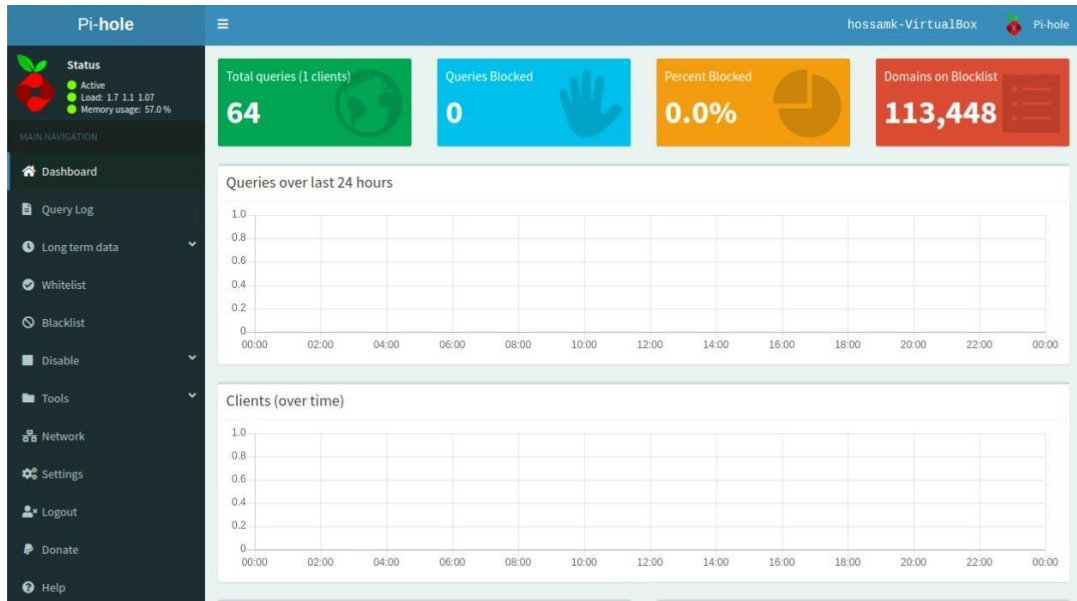 Pi-hole
hossamk-VirtualBox
Pi-hole
Status
Active
Load: 1.7 1.1 1.07
Memory usage: 57.0 %
MAIN NAVIGATION
Dashboard
Query Log
Long term data
Whitelist
Blacklist
Disable
Tools
Network
Settings
Logout
Donate
Help
Total queries (1 clients)
64
Queries Blocked
0
Percent Blocked
0.0%
Domains on Blocklist
113,448
Queries over last 24 hours
1.0
0.8
0.6
0.4
0.2
0
00:00 02:00 04:00 06:00 08:00 10:00 12:00 14:00 16:00 18:00 20:00 22:00 00:00
Clients (over time)
1.0
0.8
0.6
0.4
0.2
0
00:00 02:00 04:00 06:00 08:00 10:00 12:00 14:00 16:00 18:00 20:00 22:00 00:00